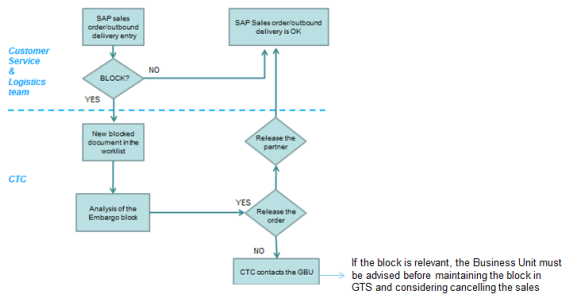 SAP sales
order/outbound
delivery entry
SAP Sales order/outbound
delivery is OK
Customer
Service
&
Logistics
team
BLOCK?
NO
YES
New blocked
document in the
worklist
Release the
partner
CTC
Analysis of the
Embargo block
YES
Release the
order
NO
CTC contacts the GBU
If the block is relevant, the Business Unit must
be advised before maintaining the block in
GTS and considering cancelling the sales